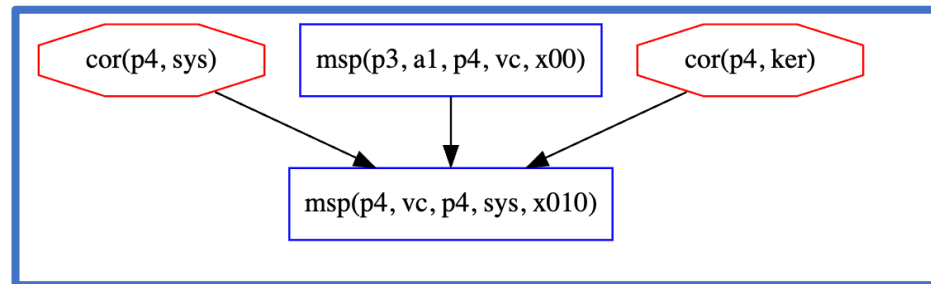 cor(p4, sys)
msp(p3, a1, p4, vc, x00)
cor(p4, ker)
msp(p4, vc, p4, sys, x010)